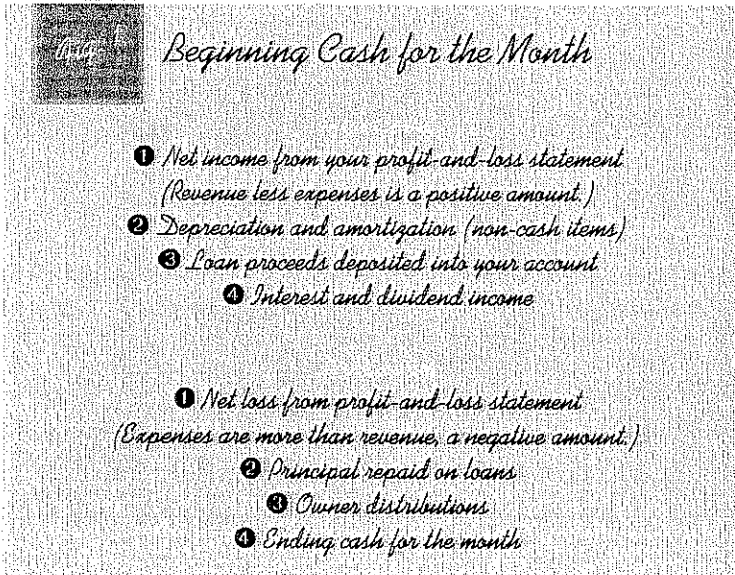 Beginning Cash for the Month
❶ Net income from your profit-and-loss statement
(Revenue less expenses is a positive amount.)
❷ Depreciation and amortization (non-cash items)
❸ Loan proceeds deposited into your account
❹ Interest and dividend income
❶ Net loss from profit-and-loss statement
(Expenses are more than revenue, a negative amount.)
❷ Principal repaid on loans
❸ Owner distributions
❹ Ending cash for the month